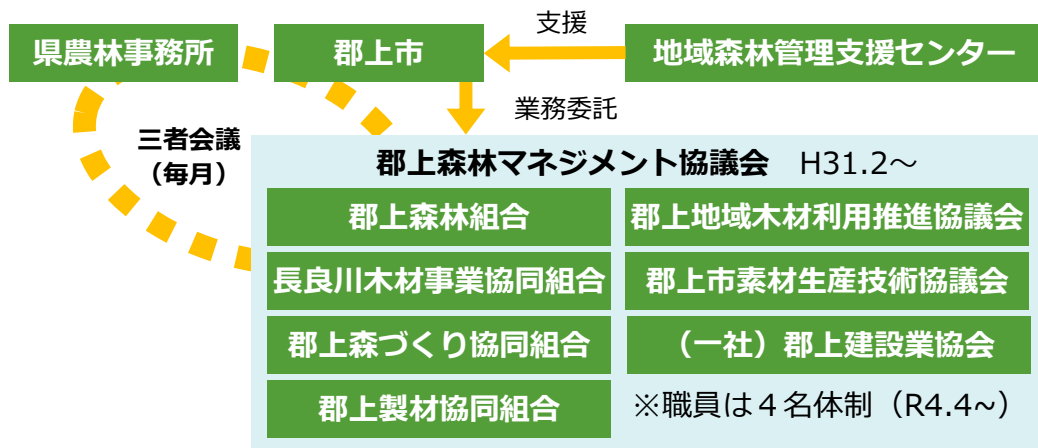 県農林事務所
郡上市
支援
地域森林管理支援センター
業務委託
三者会議
（毎月）
郡上森林マネジメント協議会　H31.2～
郡上森林組合
郡上地域木材利用推進協議会
長良川木材事業協同組合
郡上市素材生産技術協議会
郡上森づくり協同組合
（一社）郡上建設業協会
郡上製材協同組合
※職員は４名体制（R4.4~）